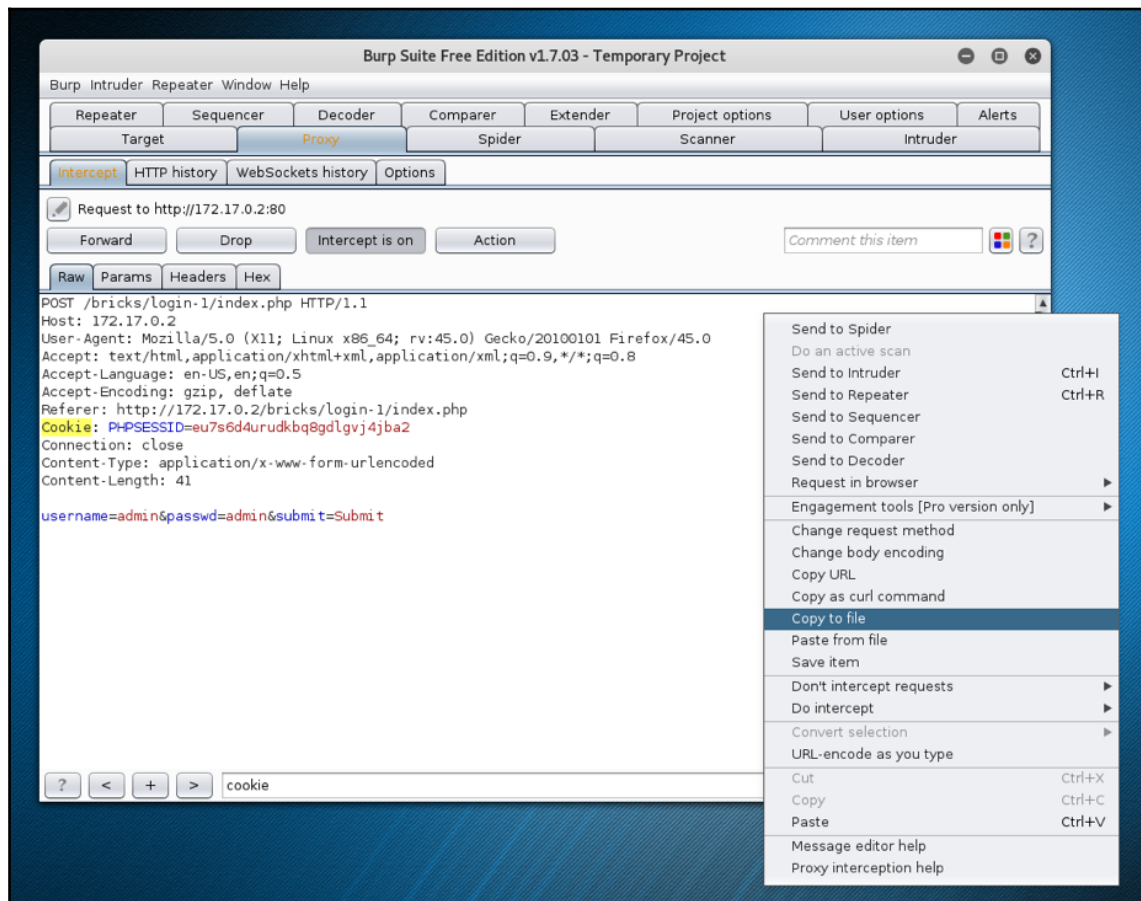 Burp Suite Free Edition v1.7.03 - Temporary Project
Burp Intruder Repeater Window Help
Repeater Sequencer Decoder Comparer Extender Project options User options Alerts
Target Proxy Spider Scanner Intruder
Intercept HTTP history WebSockets history Options
Request to http://172.17.0.2:80
Forward Drop Intercept is on Action Comment this item ?
Raw Params Headers Hex
POST /bricks/login-1/index.php HTTP/1.1
Host: 172.17.0.2
User-Agent: Mozilla/5.0 (X11; Linux x86_64; rv:45.0) Gecko/20100101 Firefox/45.0
Accept: text/html,application/xhtml+xml,application/xml;q=0.9,*/*;q=0.8
Accept-Language: en-US,en;q=0.5
Accept-Encoding: gzip, deflate
Referer: http://172.17.0.2/bricks/login-1/index.php
Cookie: PHPSESSID=eu7s6d4urudkbq8gdlgvj4jba2
Connection: close
Content-Type: application/x-www-form-urlencoded
Content-Length: 41
username=admin&passwd=admin&submit=Submit
? < + > cookie
Send to Spider
Do an active scan
Send to Intruder Ctrl+I
Send to Repeater Ctrl+R
Send to Sequencer
Send to Comparer
Send to Decoder
Request in browser
Engagement tools [Pro version only]
Change request method
Change body encoding
Copy URL
Copy as curl command
Copy to file
Paste from file
Save item
Don't intercept requests
Do intercept
Convert selection
URL-encode as you type
Cut Ctrl+X
Copy Ctrl+C
Paste Ctrl+V
Message editor help
Proxy interception help